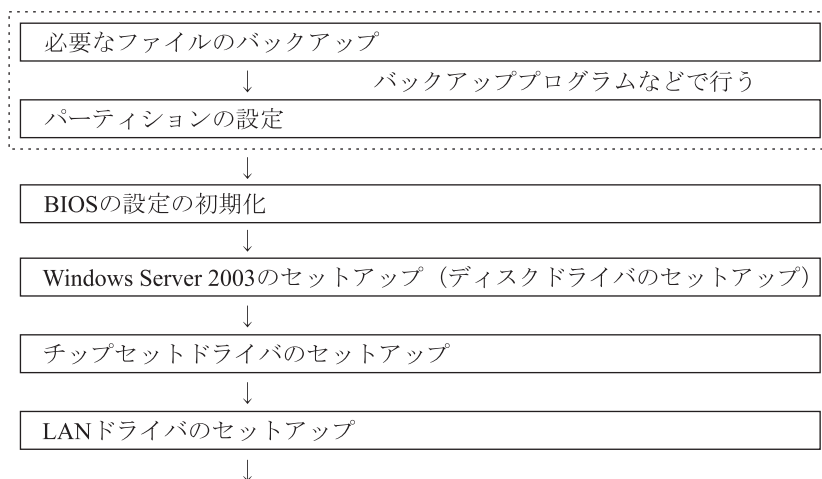 必要なファイルのバックアップ
↓ バックアッププログラムなどで行う
パーティションの設定
↓
BIOSの設定の初期化
↓
Windows Server 2003のセットアップ（ディスクドライバのセットアップ）
↓
チップセットドライバのセットアップ
↓
LANドライバのセットアップ
↓